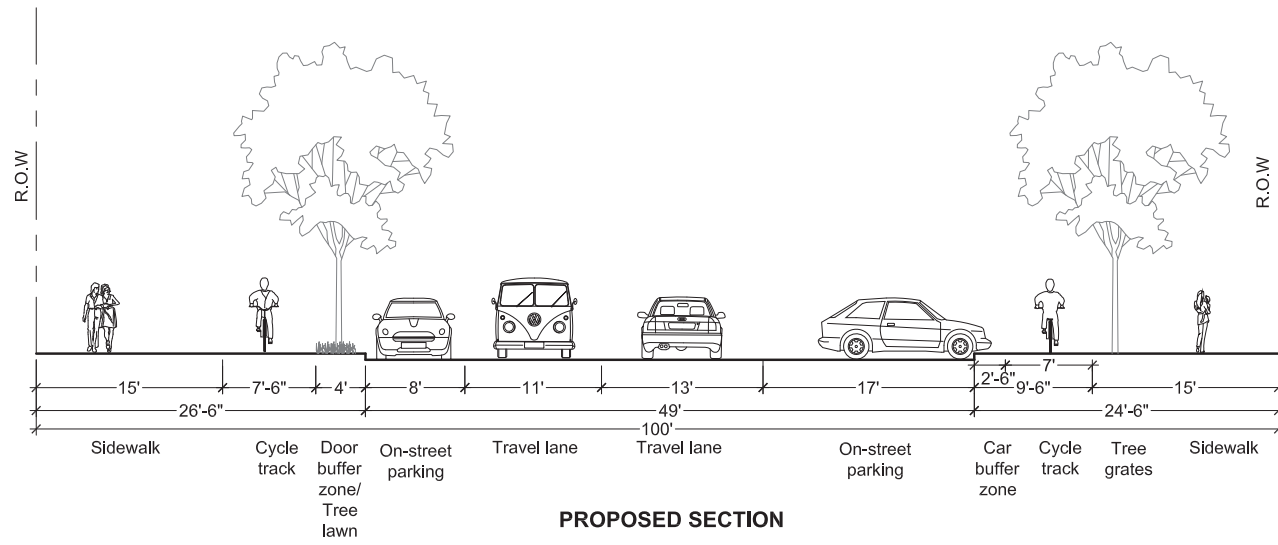 R.O.W
R.O.W
15' 7'-6" 4' 8' 11' 13' 17' 2'-6" 7' 9'-6" 15'
26'-6" 49' 24'-6"
100'
Sidewalk
Cycle
track
Door
buffer
zone/
Tree
lawn
On-street
parking
Travel lane
Travel lane
On-street
parking
Car
buffer
zone
Cycle
track
Tree
grates
Sidewalk
PROPOSED SECTION